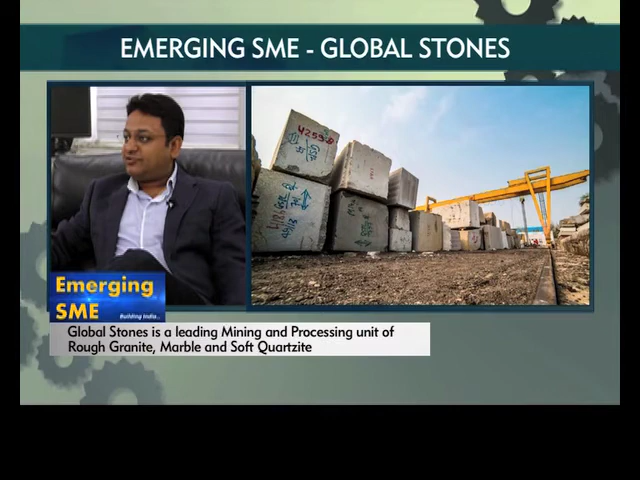 EMERGING SME - GLOBAL STONES
4259-B
Emerging
SME
Building India...
Global Stones is a leading Mining and Processing unit of
Rough Granite, Marble and Soft Quartzite